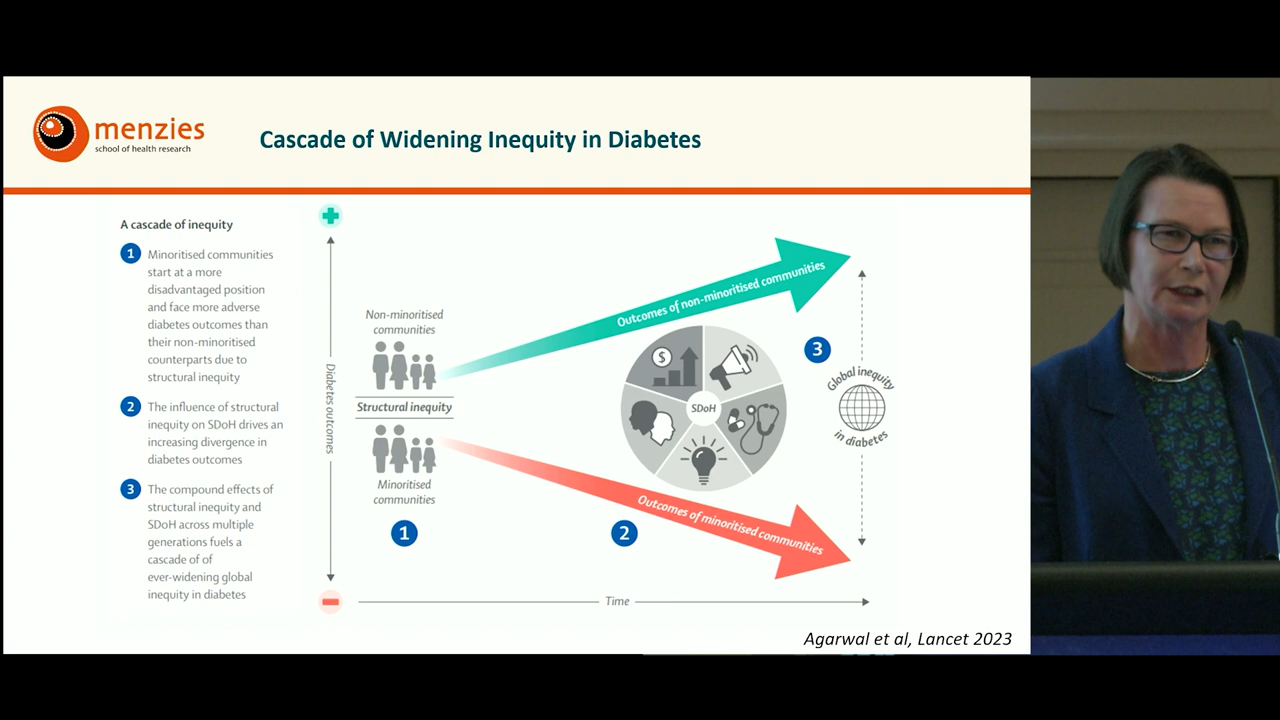 menzies
school of health research
Cascade of Widening Inequity in Diabetes
A cascade of inequity
1
Minoritised communities
start at a more
disadvantaged position
and face more adverse
diabetes outcomes than
their non-minoritised
counterparts due to
structural inequity
2
The influence of structural
inequity on SDoH drives an
increasing divergence in
diabetes outcomes
3
The compound effects of
structural inequity and
SDoH across multiple
generations fuels a
cascade of of
ever-widening global
inequity in diabetes
Diabetes outcomes
Non-minoritised
communities
Structural inequity
Minoritised
communities
1
Outcomes of non-minoritised communities
$
SDoH
Outcomes of minoritised communities
2
3
Global inequity
in diabetes
Time
Agarwal et al, Lancet 2023